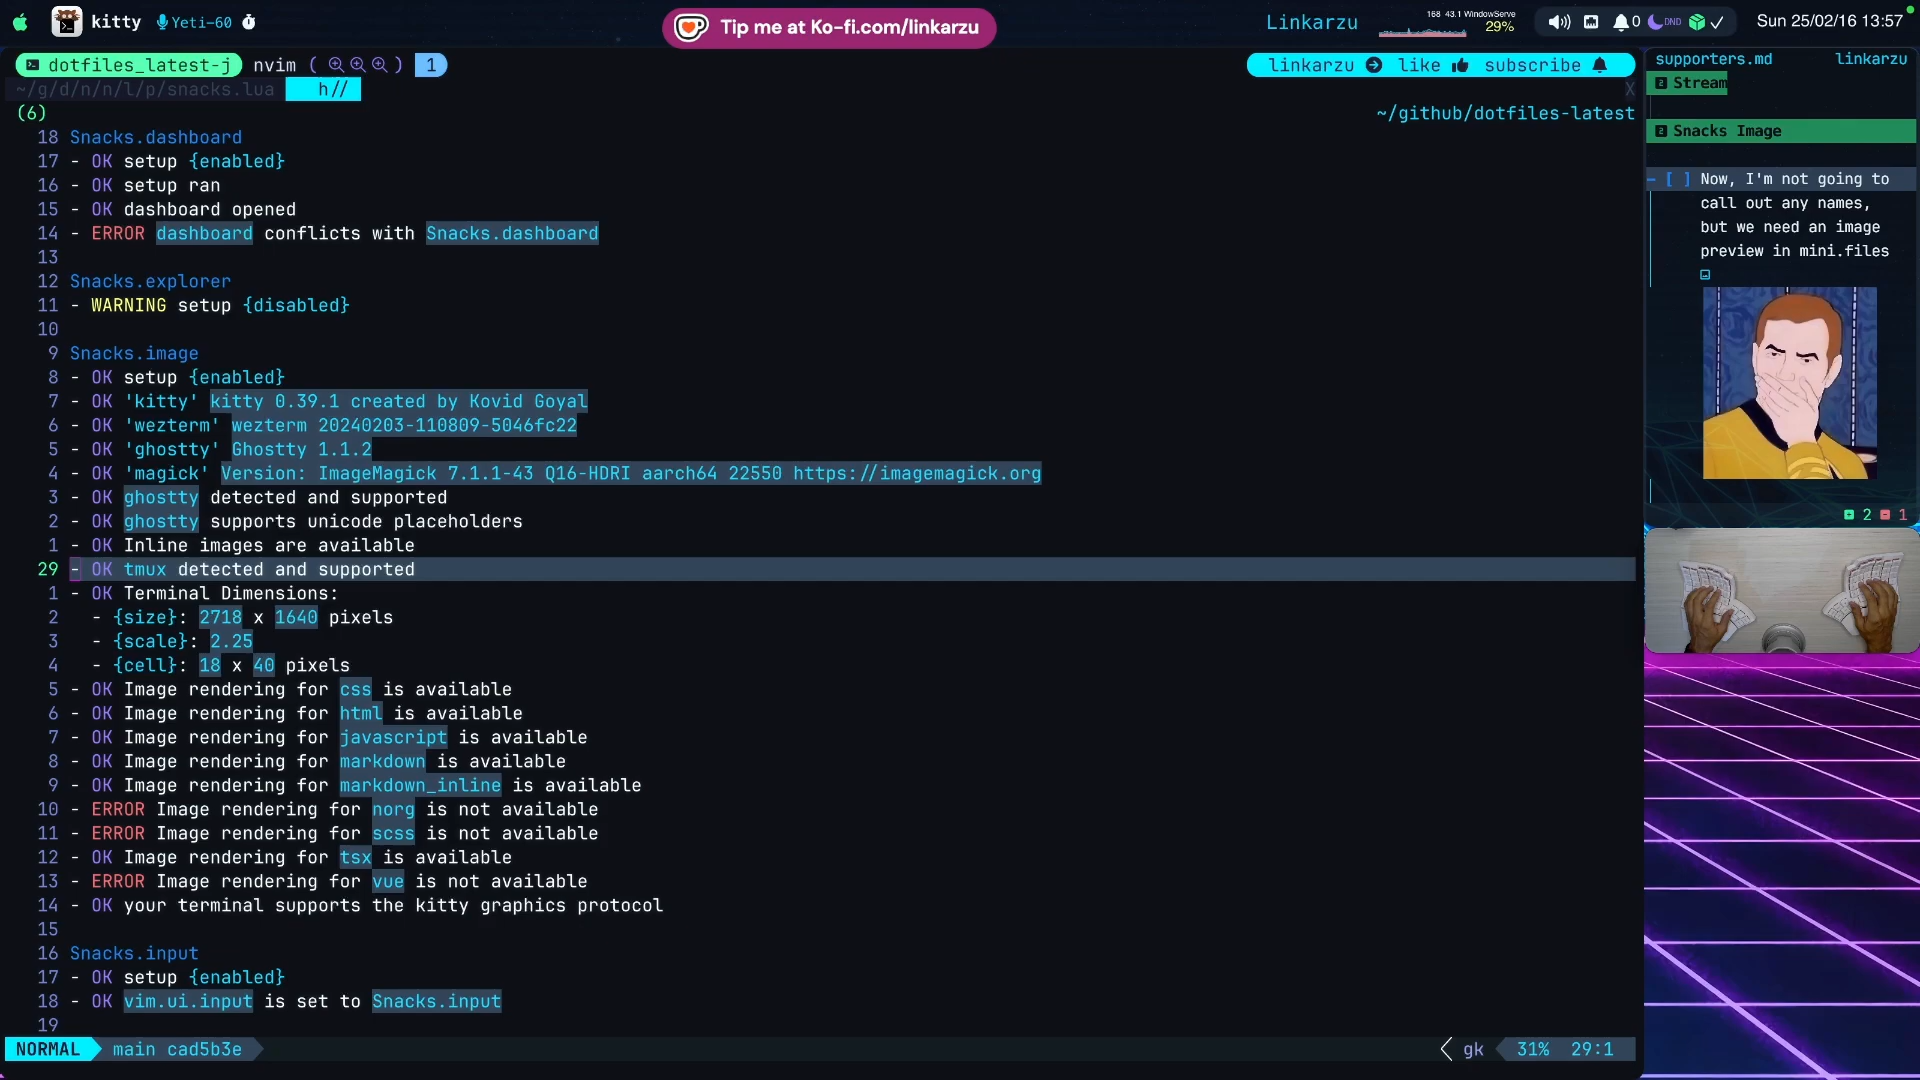 kitty Yeti-60
Tip me at Ko-fi.com/linkarzu
Linkarzu
168 43.1 WindowServe
29%
0 DND
Sun 25/02/16 13:57
dotfiles_latest-j nvim ( ) 1
linkarzu like subscribe
~/g/d/n/n/l/p/snacks.lua h// X
(6) ~/github/dotfiles-latest
18 Snacks.dashboard
17 - OK setup {enabled}
16 - OK setup ran
15 - OK dashboard opened
14 - ERROR dashboard conflicts with Snacks.dashboard
13
12 Snacks.explorer
11 - WARNING setup {disabled}
10
9 Snacks.image
8 - OK setup {enabled}
7 - OK 'kitty' kitty 0.39.1 created by Kovid Goyal
6 - OK 'wezterm' wezterm 20240203-110809-5046fc22
5 - OK 'ghostty' Ghostty 1.1.2
4 - OK 'magick' Version: ImageMagick 7.1.1-43 Q16-HDRI aarch64 22550 https://imagemagick.org
3 - OK ghostty detected and supported
2 - OK ghostty supports unicode placeholders
1 - OK Inline images are available
29 - OK tmux detected and supported
1 - OK Terminal Dimensions:
2 - {size}: 2718 x 1640 pixels
3 - {scale}: 2.25
4 - {cell}: 18 x 40 pixels
5 - OK Image rendering for css is available
6 - OK Image rendering for html is available
7 - OK Image rendering for javascript is available
8 - OK Image rendering for markdown is available
9 - OK Image rendering for markdown_inline is available
10 - ERROR Image rendering for norg is not available
11 - ERROR Image rendering for scss is not available
12 - OK Image rendering for tsx is available
13 - ERROR Image rendering for vue is not available
14 - OK your terminal supports the kitty graphics protocol
15
16 Snacks.input
17 - OK setup {enabled}
18 - OK vim.ui.input is set to Snacks.input
19
NORMAL main cad5b3e gk 31% 29:1
supporters.md linkarzu
2 Stream
2 Snacks Image
- [ ] Now, I'm not going to
call out any names,
but we need an image
preview in mini.files
2 1